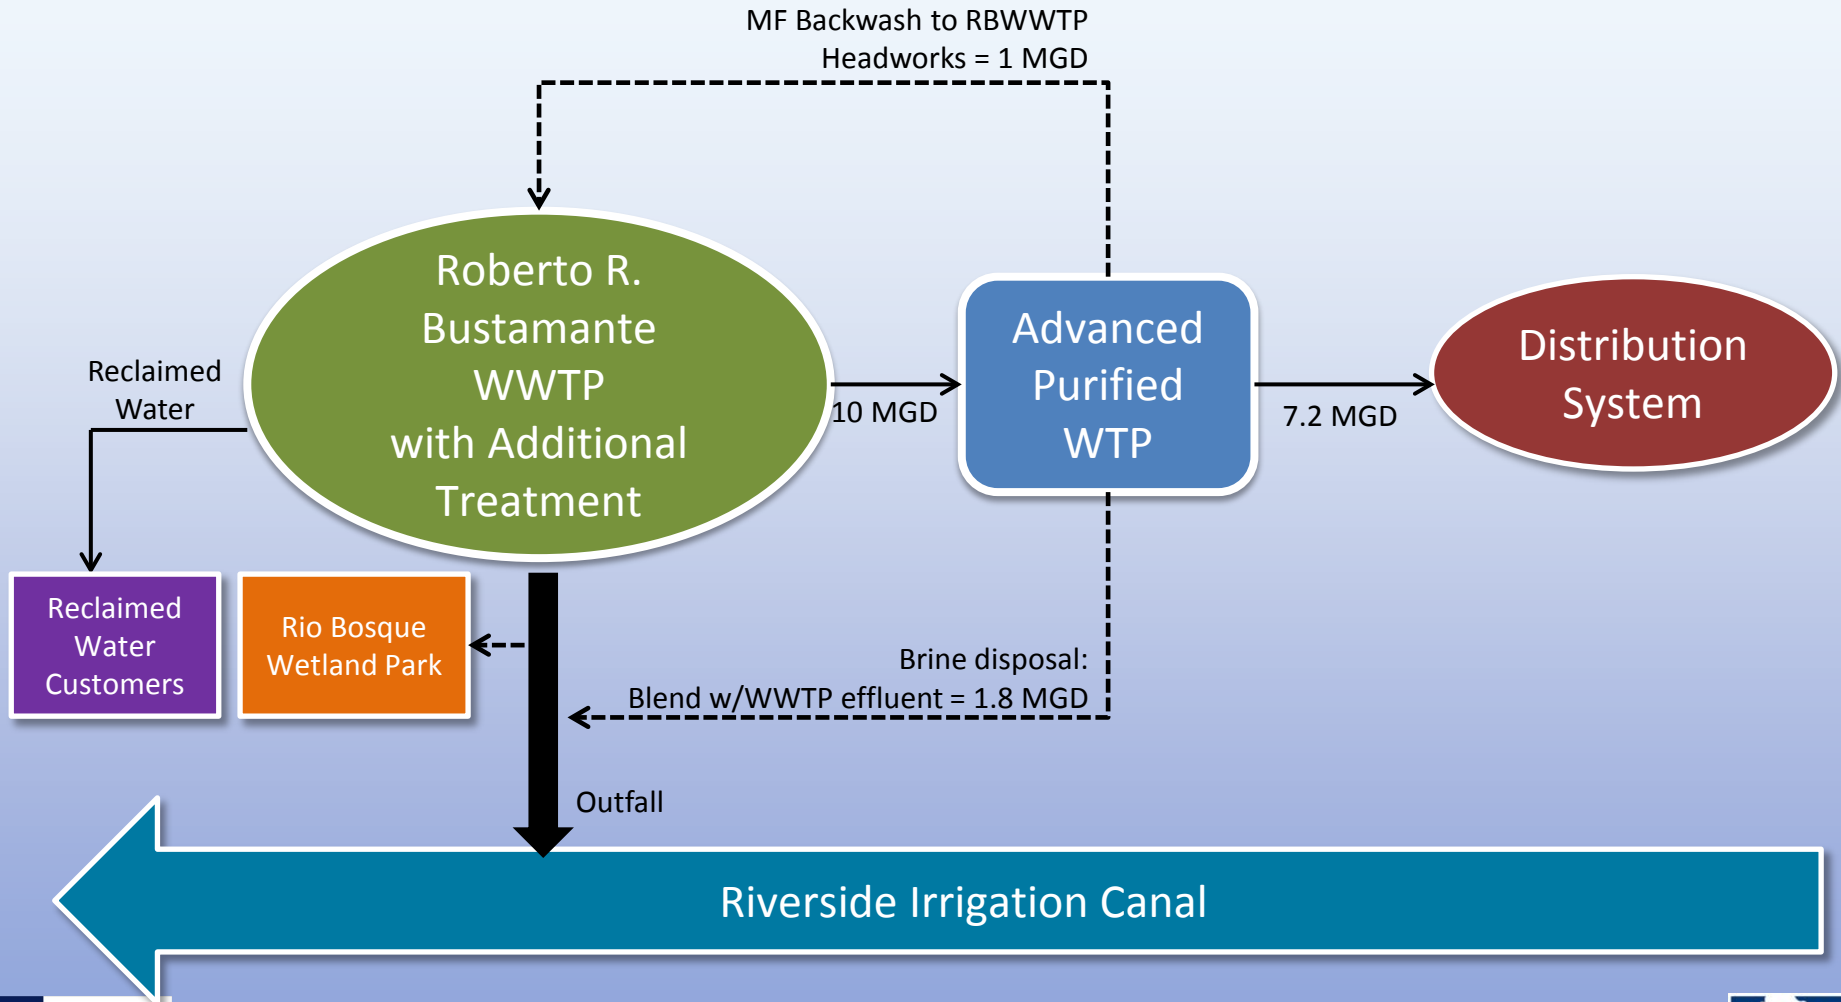 MF Backwash to RBWWTP
Headworks = 1 MGD
Roberto R.
Bustamante
WWTP
with Additional
Treatment
Advanced
Purified
WTP
Distribution
System
Reclaimed
Water
10 MGD
7.2 MGD
Reclaimed
Water
Customers
Rio Bosque
Wetland Park
Brine disposal:
Blend w/WWTP effluent = 1.8 MGD
Outfall
Riverside Irrigation Canal